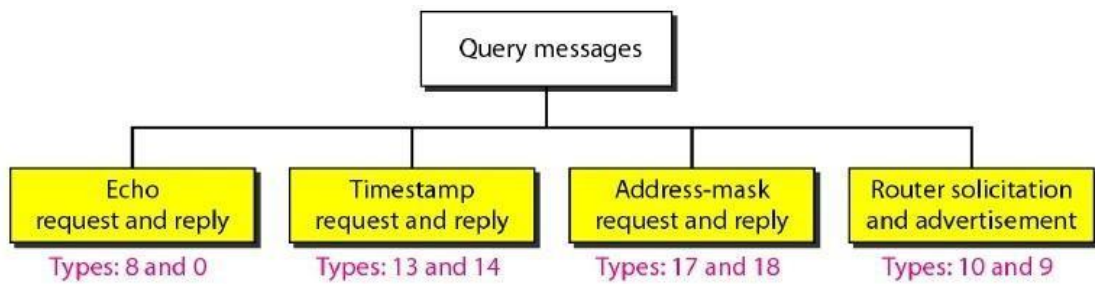 Query messages
Echo
request and reply
Timestamp
request and reply
Address-mask
request and reply
Router solicitation
and advertisement
Types: 8 and 0
Types: 13 and 14
Types: 17 and 18
Types: 10 and 9